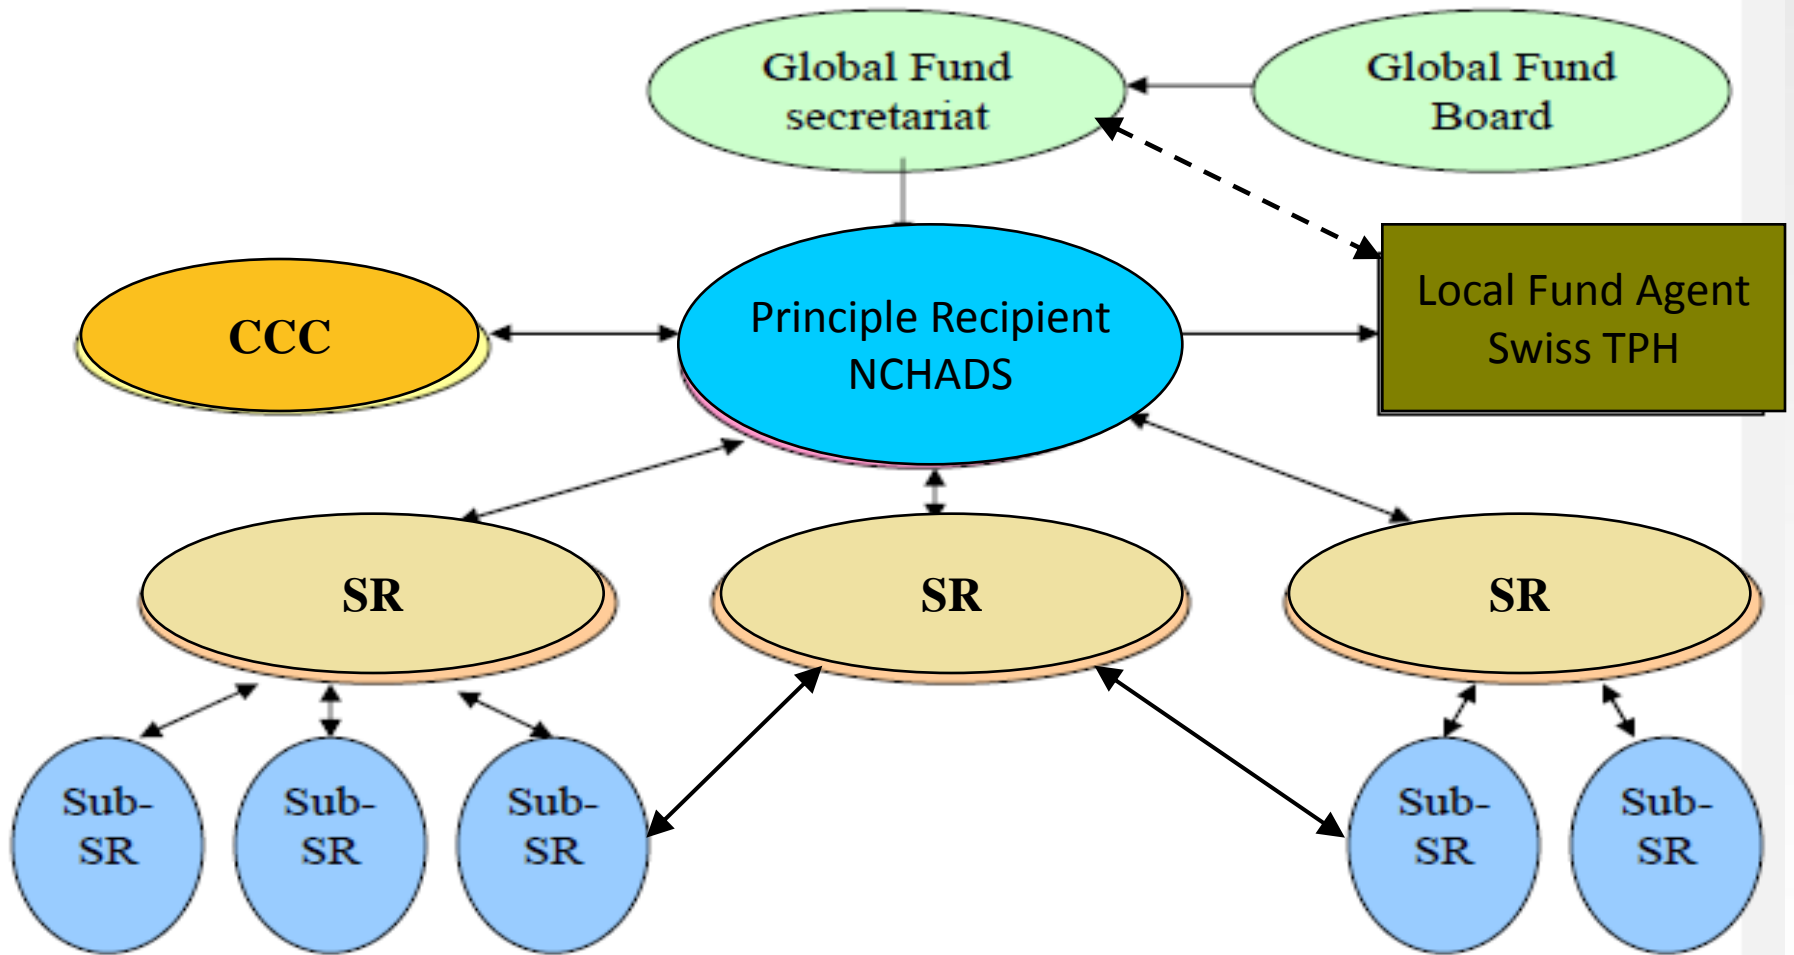 Global Fund
secretariat
Global Fund
Board
CCC
Principle Recipient
NCHADS
Local Fund Agent
Swiss TPH
SR
SR
SR
Sub-
SR
Sub-
SR
Sub-
SR
Sub-
SR
Sub-
SR